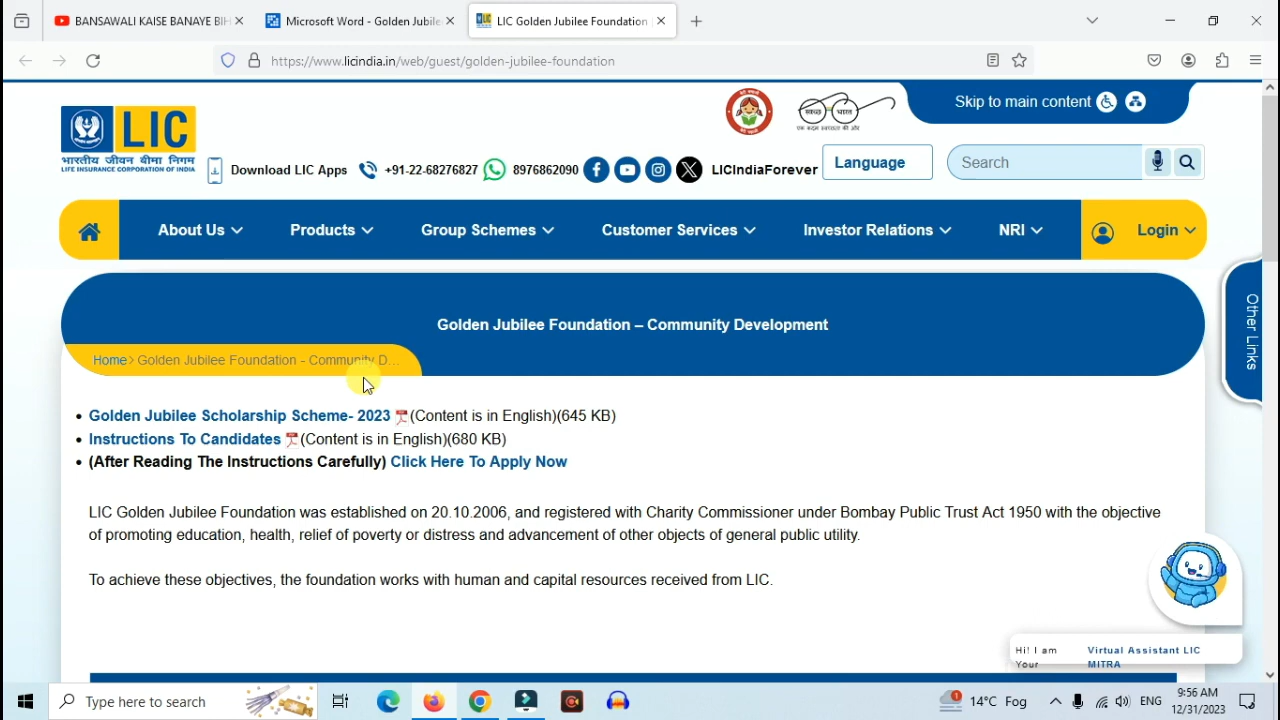 BANSAWALI KAISE BANAYE BIH
Microsoft Word - Golden Jubile
LIC Golden Jubilee Foundation
https://www.licindia.in/web/guest/golden-jubilee-foundation
Skip to main content
LIC
भारतीय जीवन बीमा निगम
LIFE INSURANCE CORPORATION OF INDIA
स्वच्छ भारत
एक कदम स्वच्छता की ओर
Download LIC Apps +91-22-68276827 8976862090 LICIndiaForever Language Search
About Us Products Group Schemes Customer Services Investor Relations NRI Login
Other Links
Golden Jubilee Foundation – Community Development
Home> Golden Jubilee Foundation - Community D...
• Golden Jubilee Scholarship Scheme- 2023 (Content is in English)(645 KB)
• Instructions To Candidates (Content is in English)(680 KB)
• (After Reading The Instructions Carefully) Click Here To Apply Now
LIC Golden Jubilee Foundation was established on 20.10.2006, and registered with Charity Commissioner under Bombay Public Trust Act 1950 with the objective
of promoting education, health, relief of poverty or distress and advancement of other objects of general public utility.
To achieve these objectives, the foundation works with human and capital resources received from LIC.
Hi! I am Virtual Assistant LIC
Your MITRA
Type here to search 1 14°C Fog ENG 9:56 AM
12/31/2023